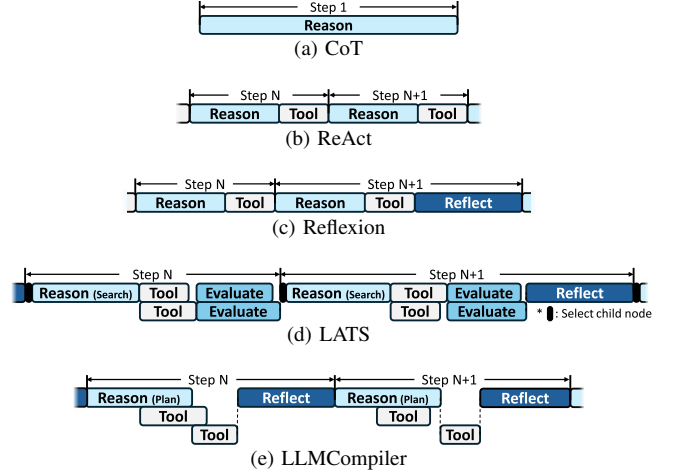 Step 1
Reason
(a) CoT
Step N Step N+1
Reason Tool Reason Tool
(b) ReAct
Step N Step N+1
Reason Tool Reason Tool Reflect
(c) Reflexion
Step N Step N+1
Reason (Search) Tool Evaluate Reason (Search) Tool Evaluate Reflect
Tool Evaluate Tool Evaluate * : Select child node
(d) LATS
Step N Step N+1
Reason (Plan) Reflect Reason (Plan) Reflect
Tool Tool
Tool Tool
(e) LLMCompiler